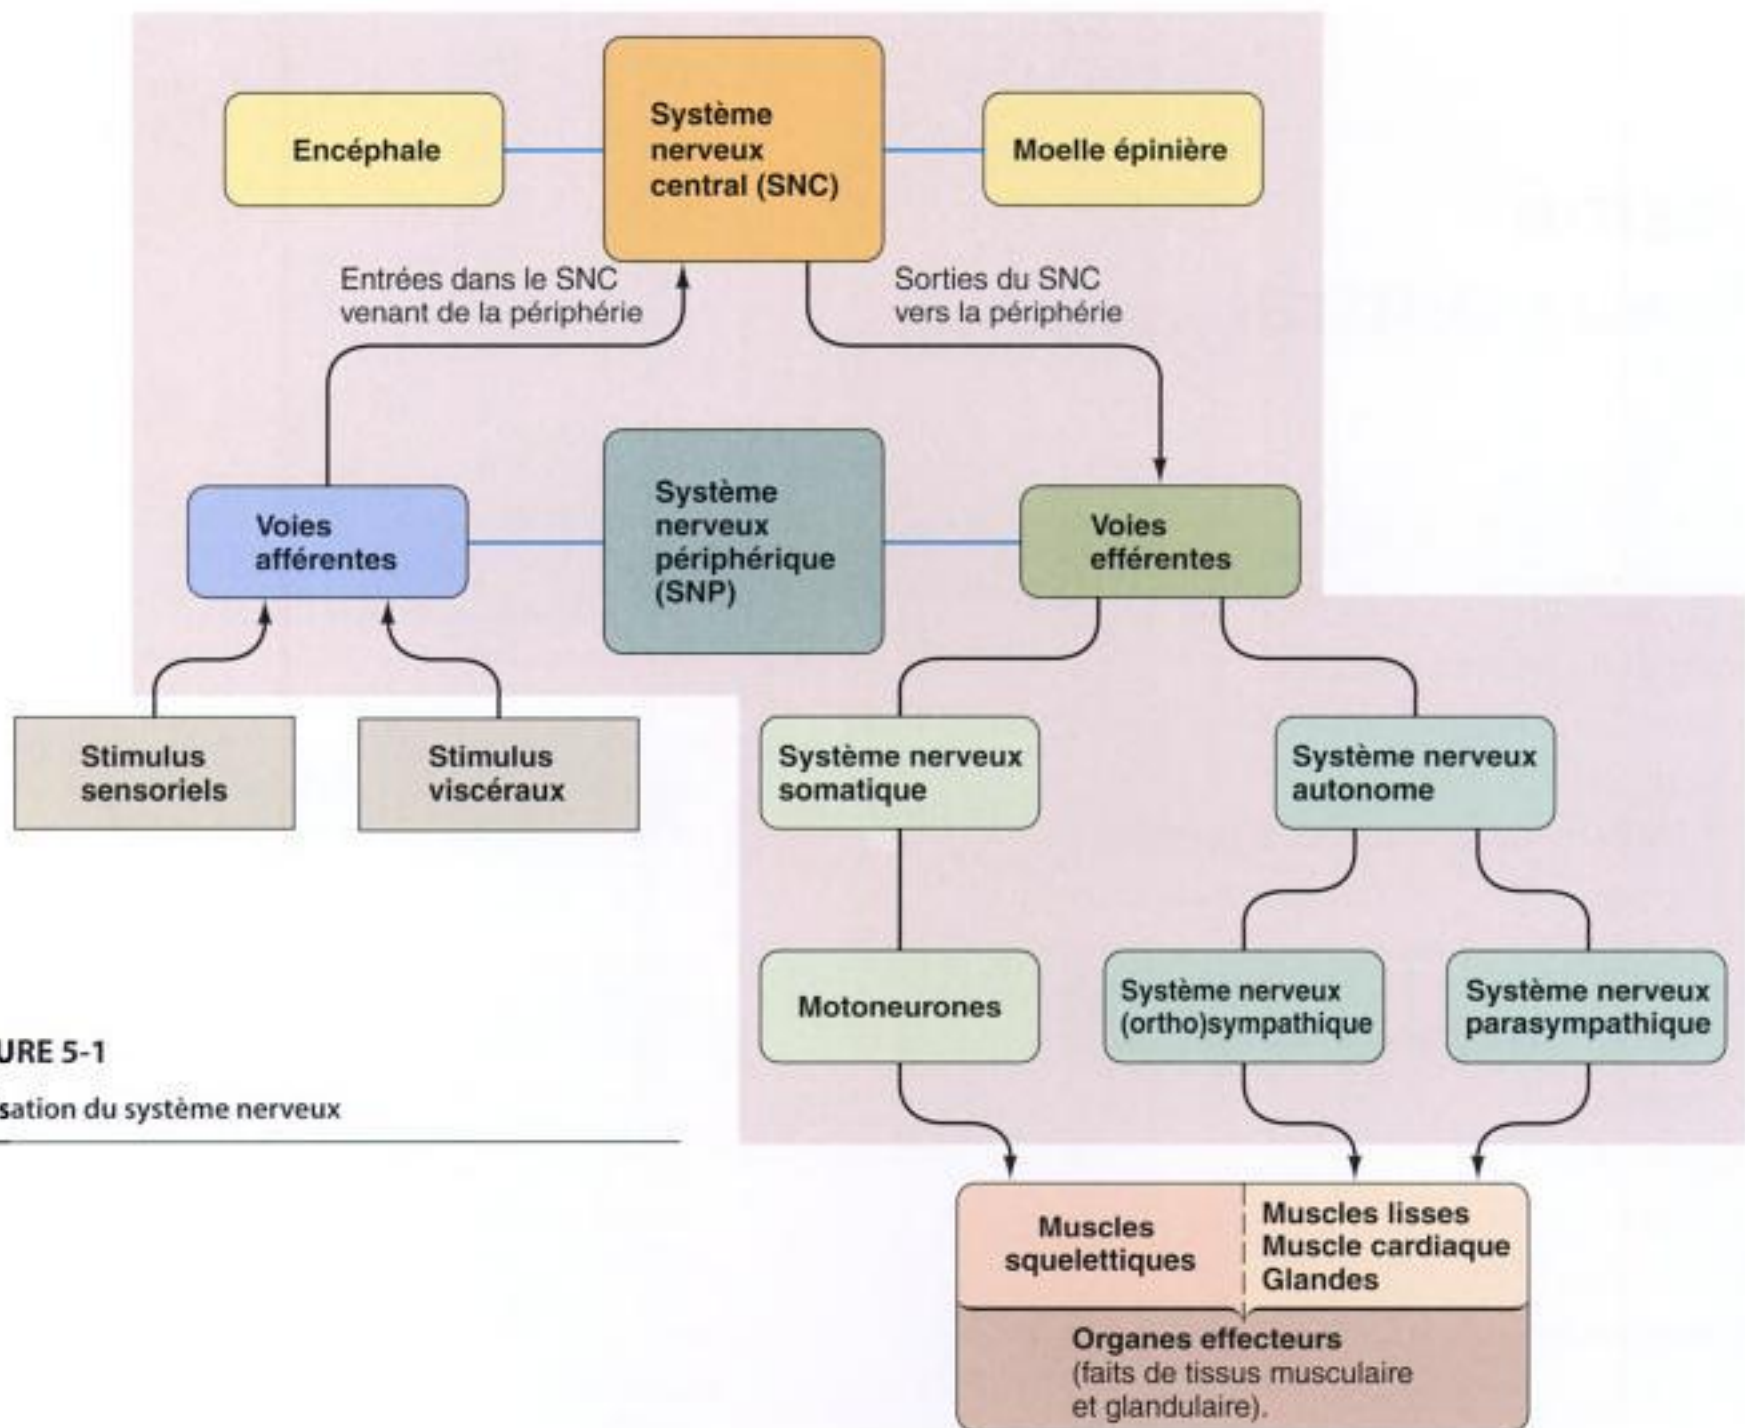 Encéphale
Système
nerveux
central (SNC)
Moelle épinière
Entrées dans le SNC
venant de la périphérie
Sorties du SNC
vers la périphérie
Voies
afférentes
Système
nerveux
périphérique
(SNP)
Voies
efférentes
Stimulus
sensoriels
Stimulus
viscéraux
Système nerveux
somatique
Système nerveux
autonome
Motoneurones
Système nerveux
(ortho)sympathique
Système nerveux
parasympathique
URE 5-1
sation du système nerveux
Muscles
squelettiques
Muscles lisses
Muscle cardiaque
Glandes
Organes effecteurs
(faits de tissus musculaire
et glandulaire).